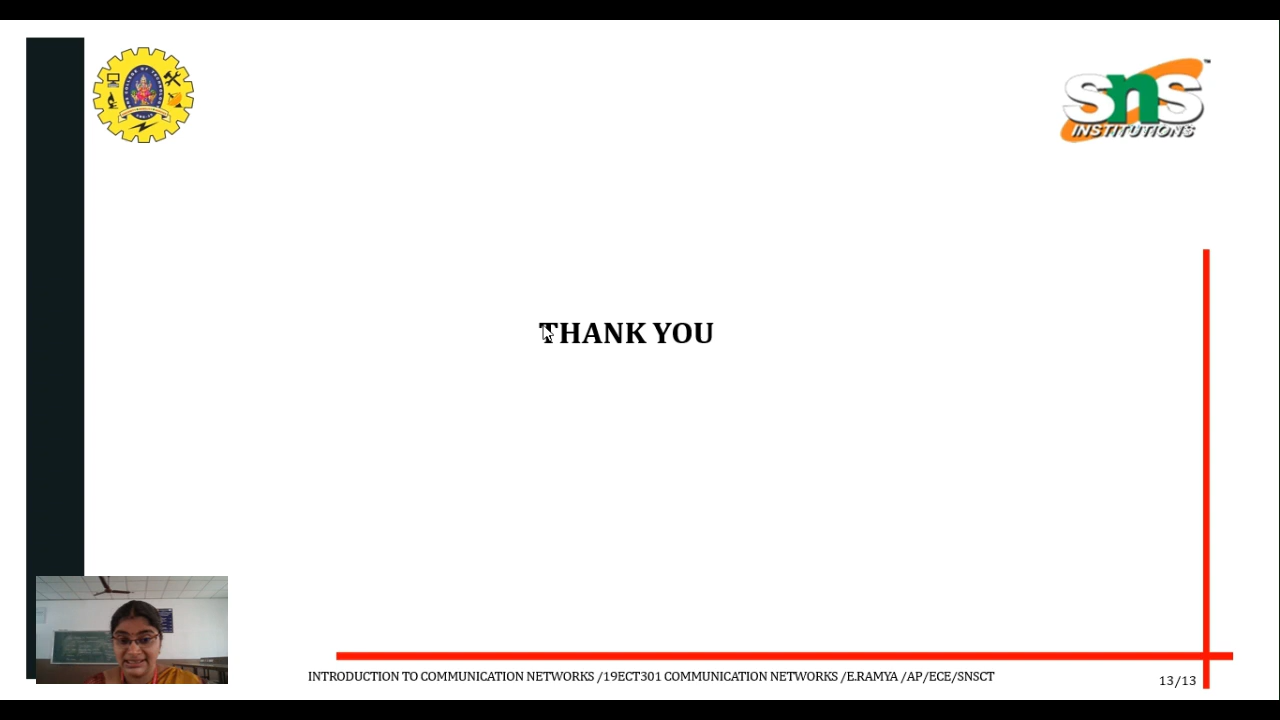 SNS
INSTITUTIONS
THANK YOU
INTRODUCTION TO COMMUNICATION NETWORKS /19ECT301 COMMUNICATION NETWORKS /E.RAMYA /AP/ECE/SNSCT
13/13